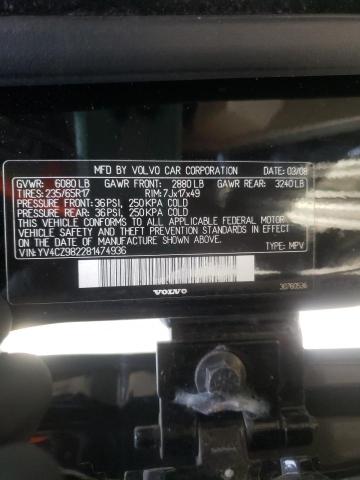 MFD BY VOLVO CAR CORPORATION DATE: 03/08
GVWR: 6080 LB GAWR FRONT: 2880 LB GAWR REAR: 3240 LB
TIRES: 235/65R17 RIM: 7Jx17x49
PRESSURE FRONT: 36 PSI, 250 KPA COLD
PRESSURE REAR: 36 PSI, 250 KPA COLD
THIS VEHICLE CONFORMS TO ALL APPLICABLE FEDERAL MOTOR
VEHICLE SAFETY AND THEFT PREVENTION STANDARDS IN EFFECT
ON THE DATE OF MANUFACTURE SHOWN ABOVE
VIN: YV4CZ982281474936 TYPE: MPV
VOLVO 30760536